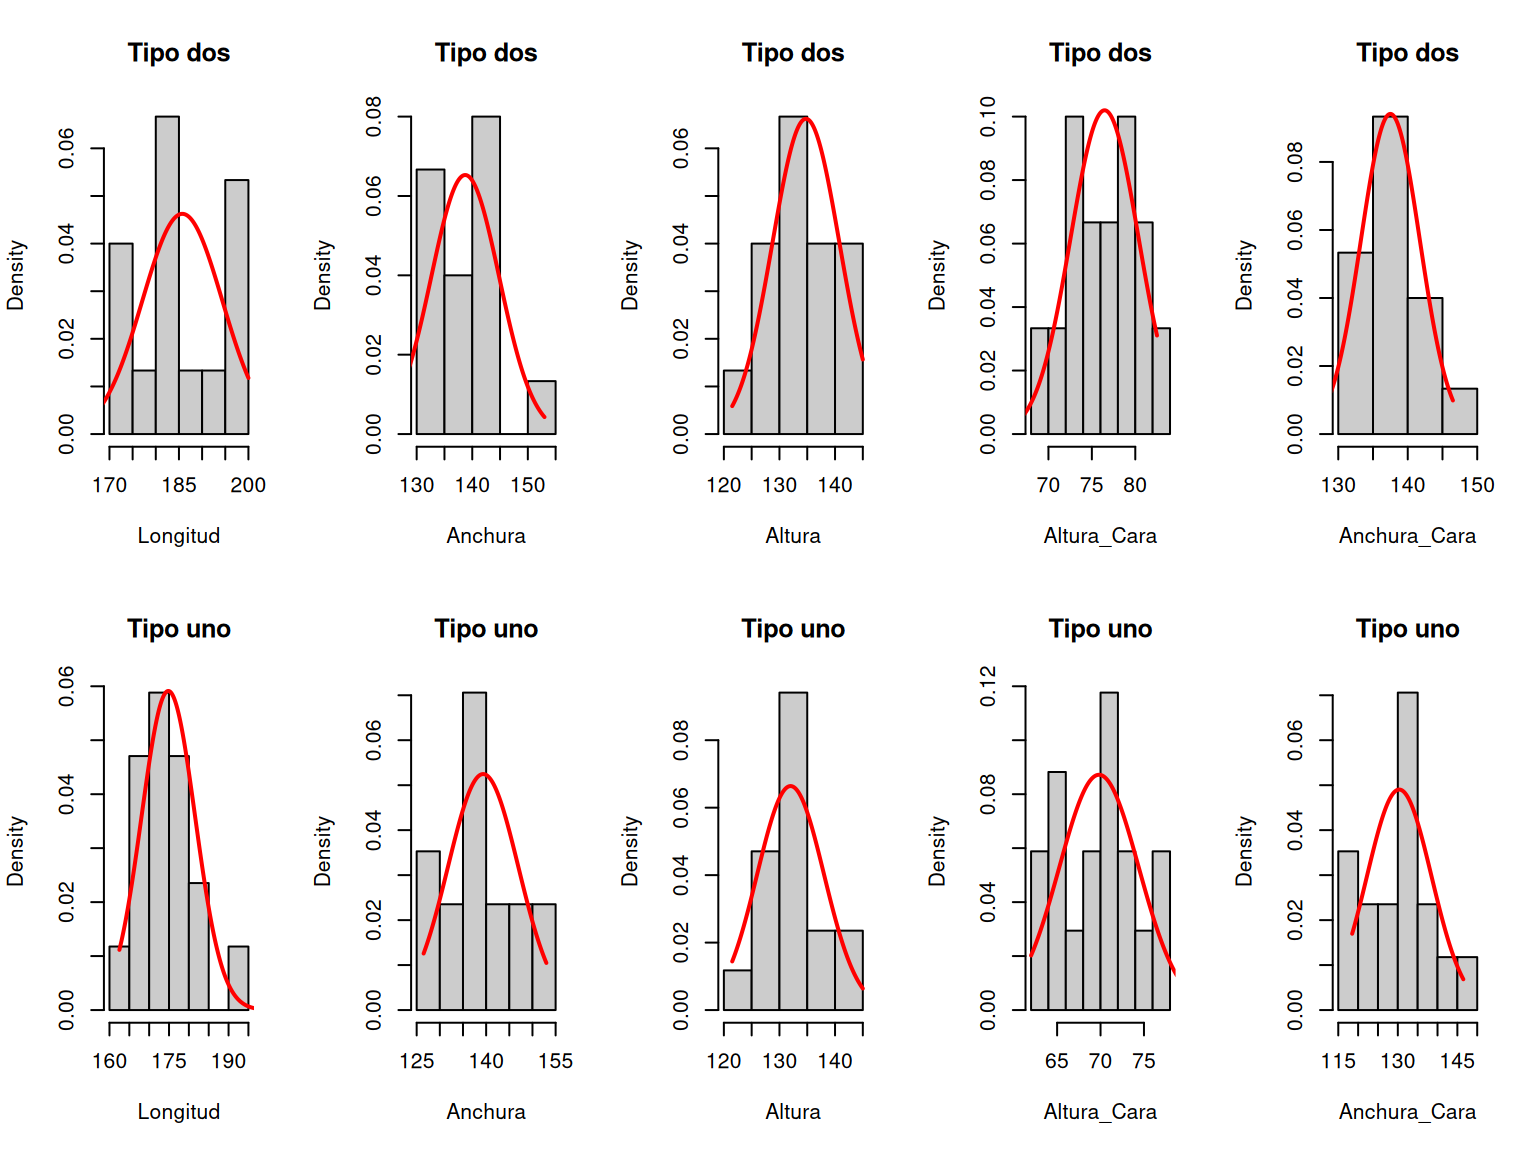 Tipo dos
Density
0.00 0.02 0.04 0.06
170 185 200
Longitud
Tipo dos
Density
0.00 0.02 0.04 0.06 0.08
130 140 150
Anchura
Tipo dos
Density
0.00 0.02 0.04 0.06
120 130 140
Altura
Tipo dos
Density
0.00 0.02 0.04 0.06 0.08 0.10
70 75 80
Altura_Cara
Tipo dos
Density
0.00 0.02 0.04 0.06 0.08
130 140 150
Anchura_Cara
Tipo uno
Density
0.00 0.02 0.04 0.06
160 175 190
Longitud
Tipo uno
Density
0.00 0.02 0.04 0.06
125 140 155
Anchura
Tipo uno
Density
0.00 0.02 0.04 0.06 0.08
120 130 140
Altura
Tipo uno
Density
0.00 0.04 0.08 0.12
65 70 75
Altura_Cara
Tipo uno
Density
0.00 0.02 0.04 0.06
115 130 145
Anchura_Cara